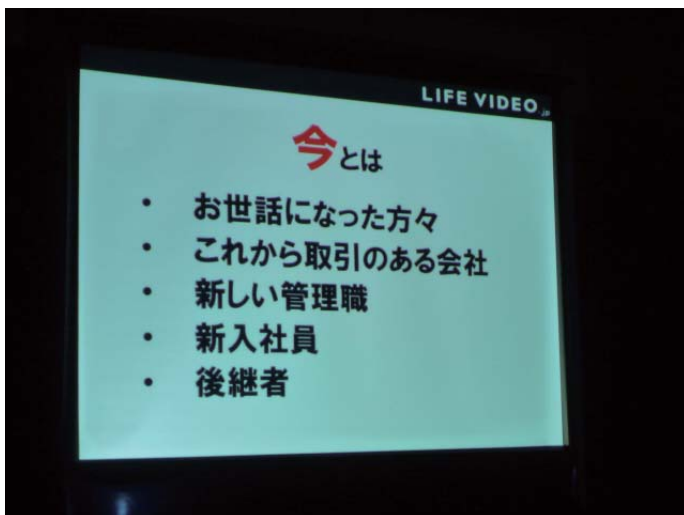 LIFE VIDEO.JP
今とは
・ お世話になった方々
・ これから取引のある会社
・ 新しい管理職
・ 新入社員
・ 後継者